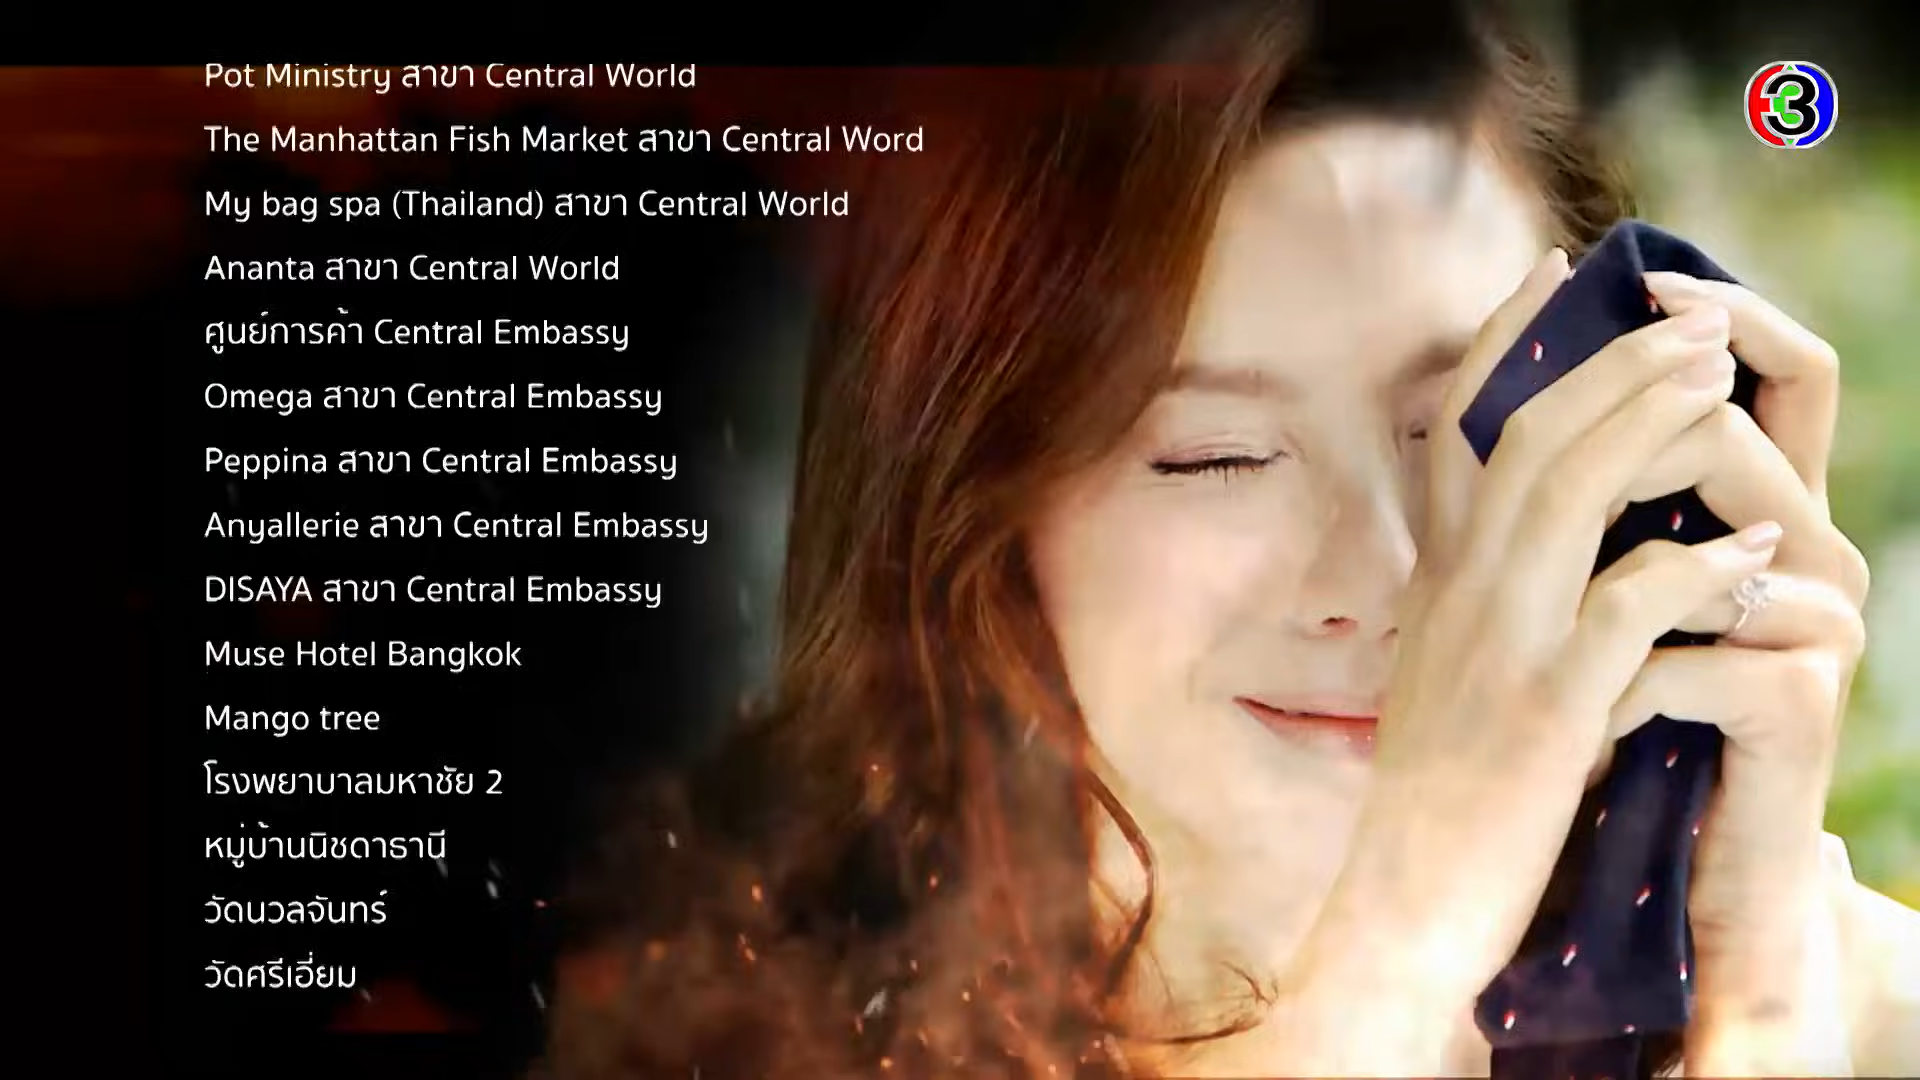 Pot Ministry สาขา Central World
3
The Manhattan Fish Market สาขา Central Word
My bag spa (Thailand) สาขา Central World
Ananta สาขา Central World
ศูนย์การค้า Central Embassy
Omega สาขา Central Embassy
Peppina สาขา Central Embassy
Anyallerie สาขา Central Embassy
DISAYA สาขา Central Embassy
Muse Hotel Bangkok
Mango tree
โรงพยาบาลมหาชัย 2
หมู่บ้านนิชดาธานี
วัดนวลจันทร์
วัดศรีเอี่ยม